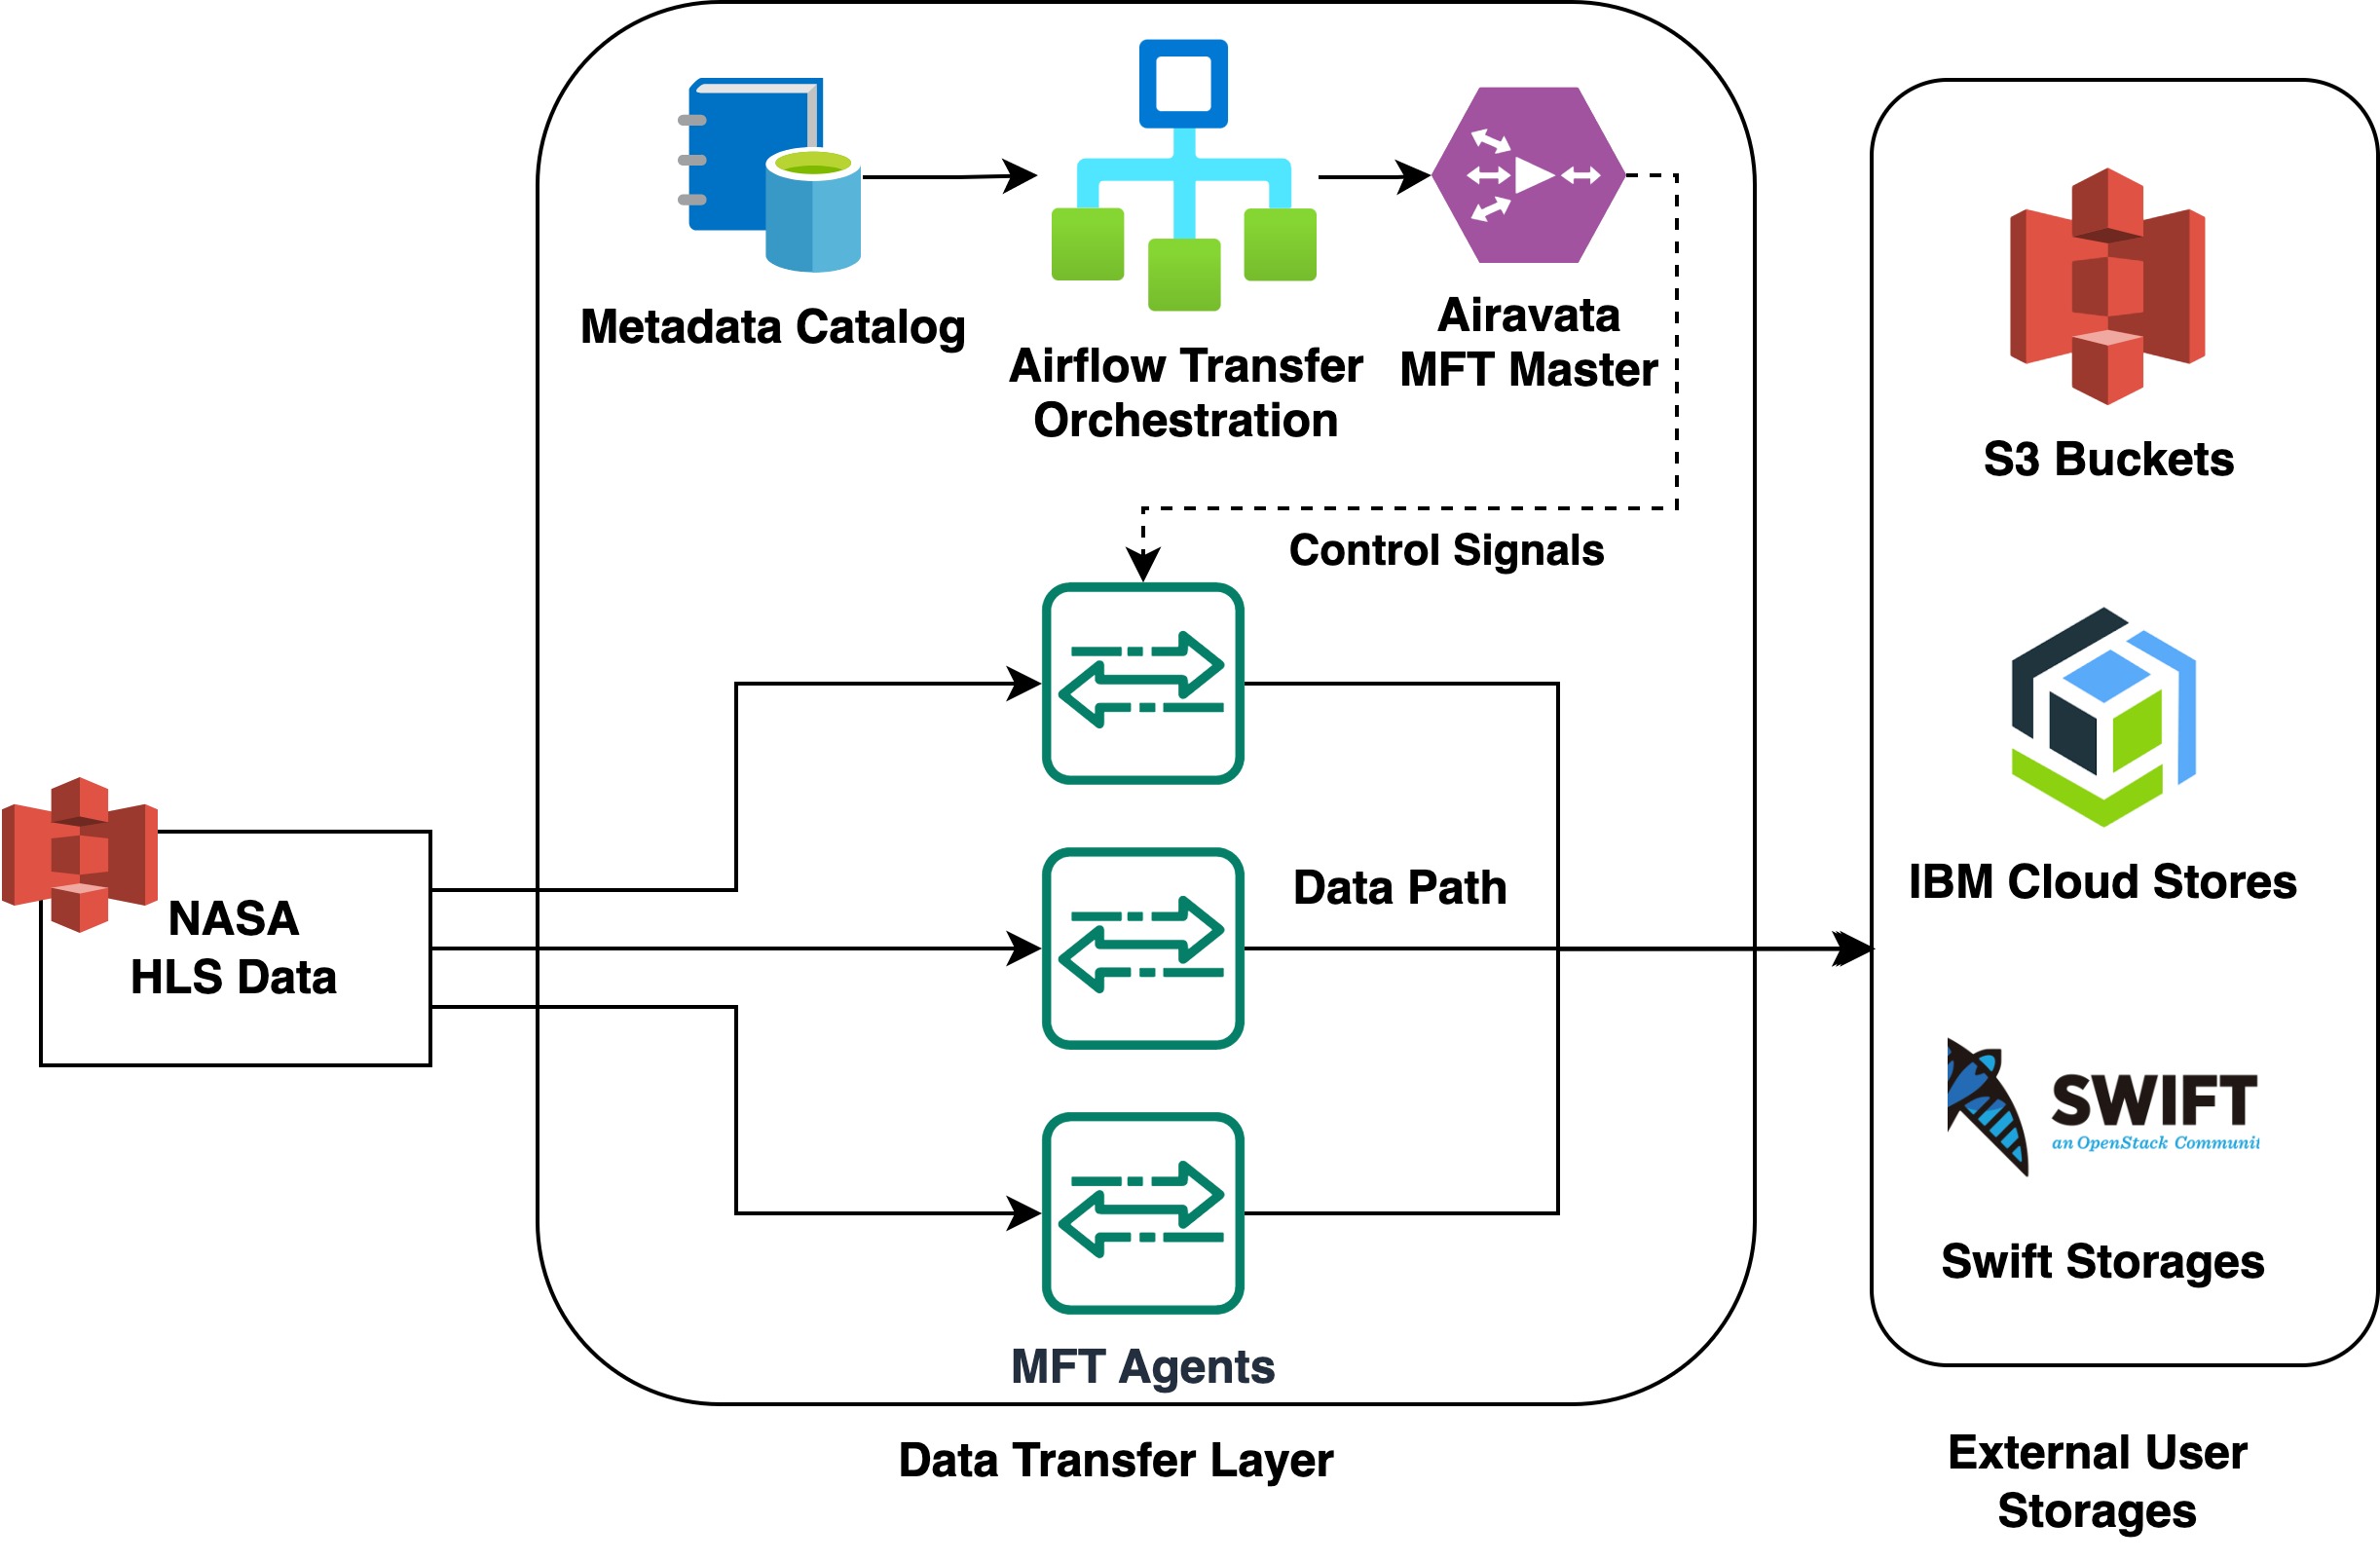 Metadata Catalog
Airflow Transfer
Orchestration
Airavata
MFT Master
Control Signals
NASA
HLS Data
Data Path
MFT Agents
Data Transfer Layer
S3 Buckets
IBM Cloud Stores
SWIFT
an OpenStack Communit
Swift Storages
External User
Storages